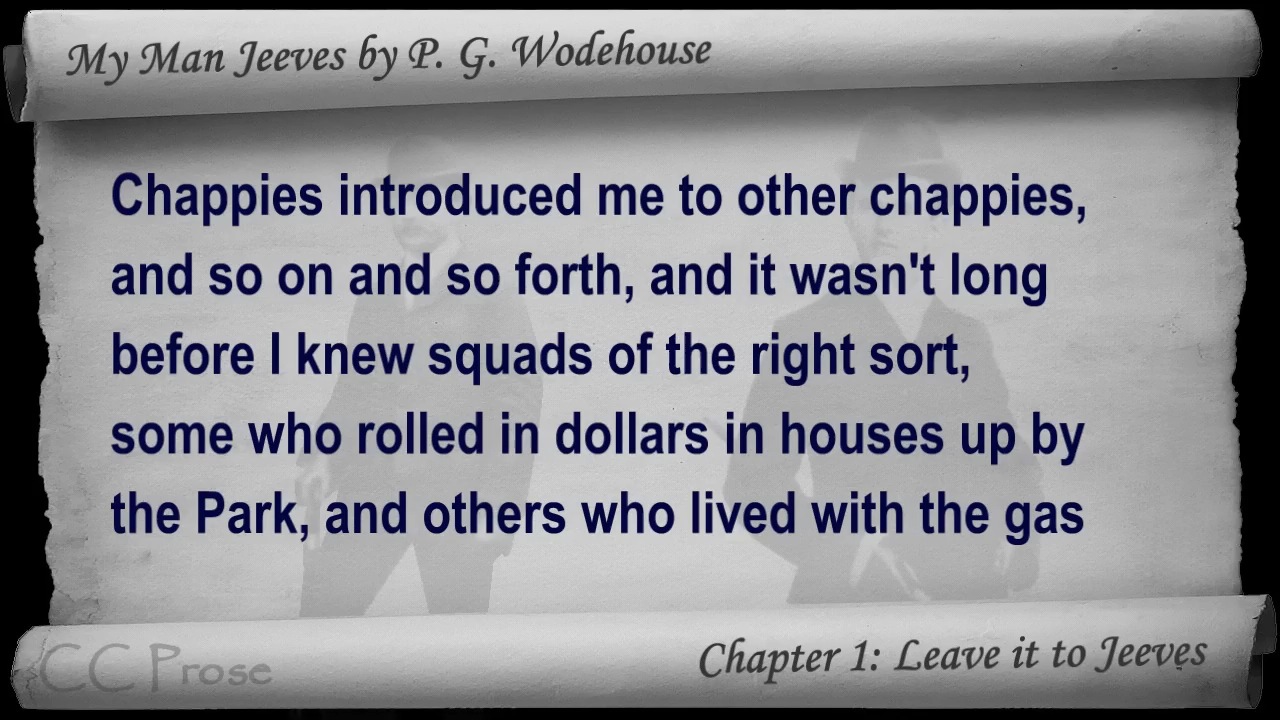 My Man Jeeves by P. G. Wodehouse
Chappies introduced me to other chappies,
and so on and so forth, and it wasn't long
before I knew squads of the right sort,
some who rolled in dollars in houses up by
the Park, and others who lived with the gas
CC Prose
Chapter 1: Leave it to Jeeves